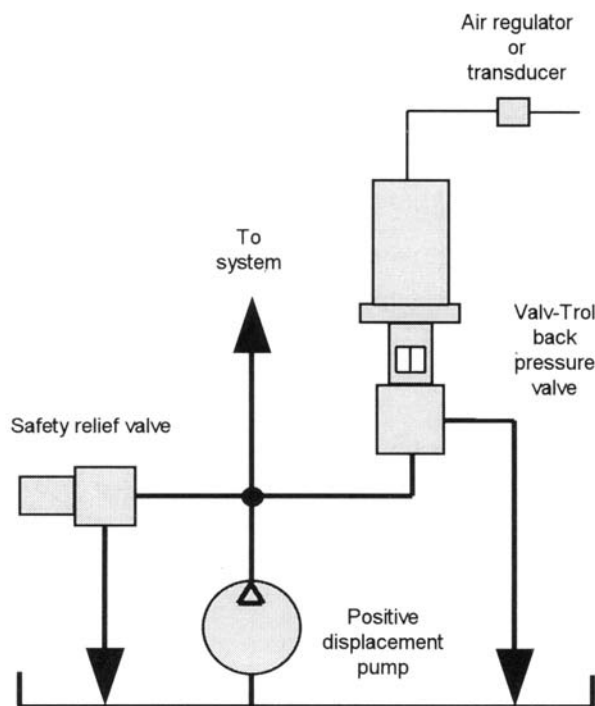 Air regulator
or
transducer
To
system
Valv-Trol
back
pressure
valve
Safety relief valve
Positive
displacement
pump